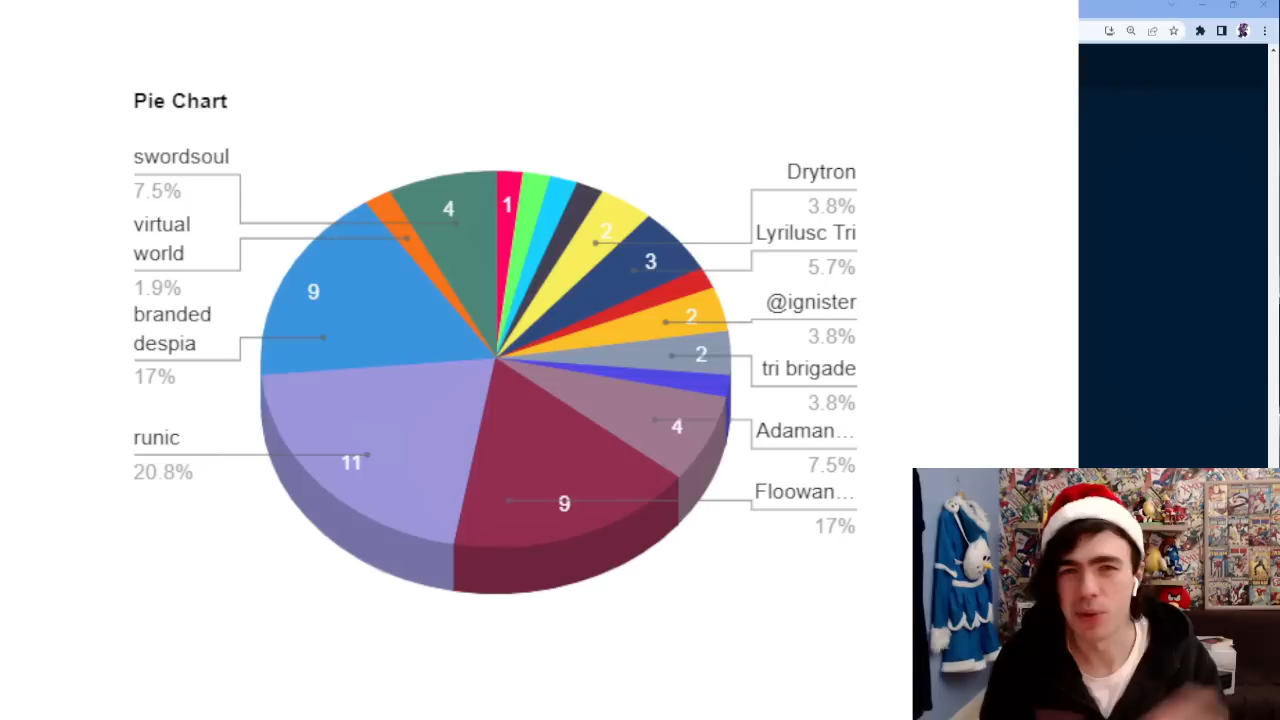 Pie Chart
swordsoul
7.5%
virtual
world
1.9%
branded
despia
17%
runic
20.8%
4
1
2
3
2
2
4
9
11
9
Drytron
3.8%
Lyrilusc Tri
5.7%
@ignister
3.8%
tri brigade
3.8%
Adaman...
7.5%
Floowan...
17%